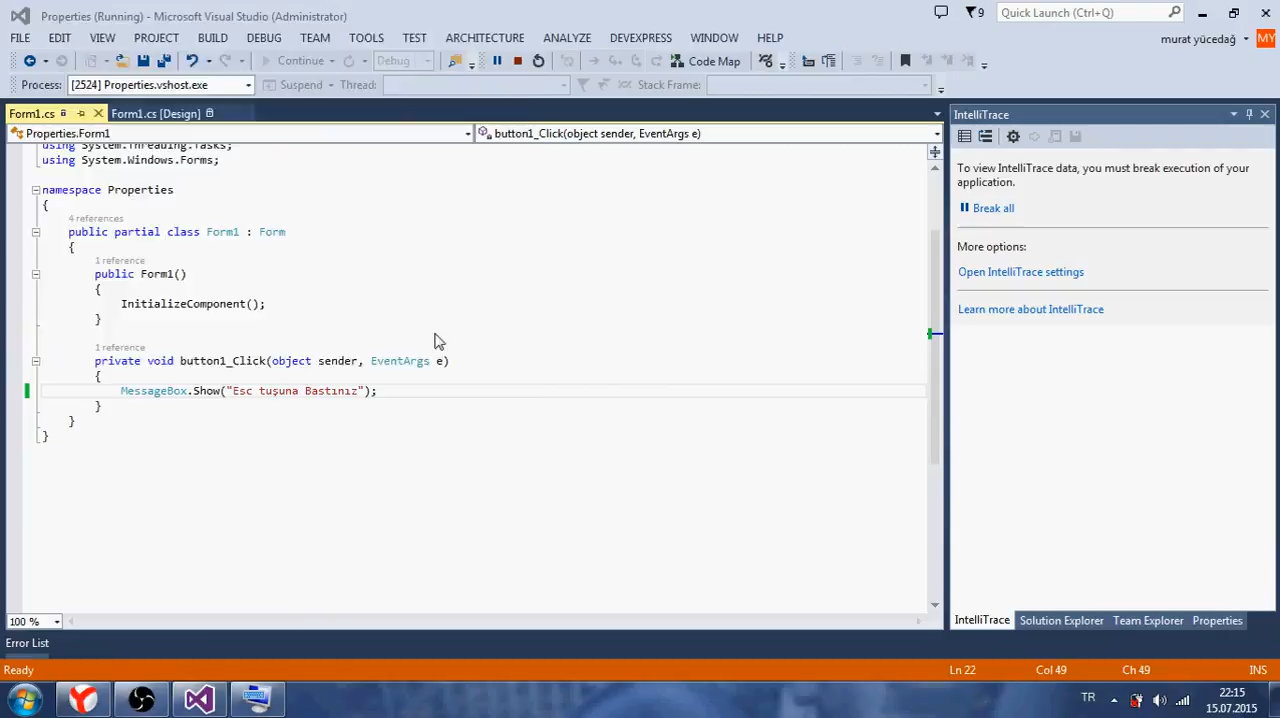 Properties (Running) - Microsoft Visual Studio (Administrator)
9
Quick Launch (Ctrl+Q)
FILE EDIT VIEW PROJECT BUILD DEBUG TEAM TOOLS TEST ARCHITECTURE ANALYZE DEVEXPRESS WINDOW HELP
murat yücedağ MY
Continue Debug Code Map
Process: [2524] Properties.vshost.exe Suspend Thread: Stack Frame:
Form1.cs Form1.cs [Design]
IntelliTrace
Properties.Form1 button1_Click(object sender, EventArgs e)
using System.Threading.Tasks;
using System.Windows.Forms;
namespace Properties
{
4 references
public partial class Form1 : Form
{
1 reference
public Form1()
{
InitializeComponent();
}
1 reference
private void button1_Click(object sender, EventArgs e)
{
MessageBox.Show("Esc tuşuna Bastınız");
}
}
}
To view IntelliTrace data, you must break execution of your
application.
Break all
More options:
Open IntelliTrace settings
Learn more about IntelliTrace
100 %
IntelliTrace Solution Explorer Team Explorer Properties
Error List
Ready Ln 22 Col 49 Ch 49 INS
TR
22:15
15.07.2015